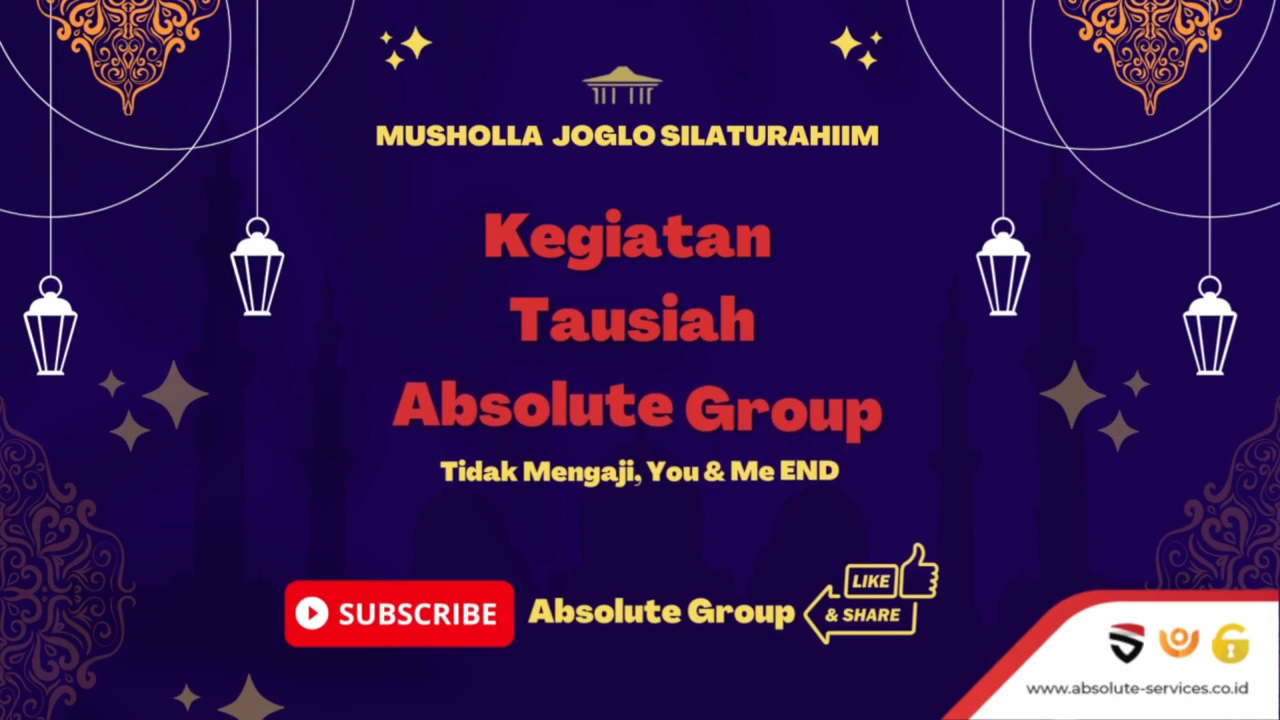 MUSHOLLA JOGLO SILATURAHIIM
Kegiatan
Tausiah
Absolute Group
Tidak Mengaji, You & Me END
SUBSCRIBE
Absolute Group
LIKE
& SHARE
www.absolute-services.co.id